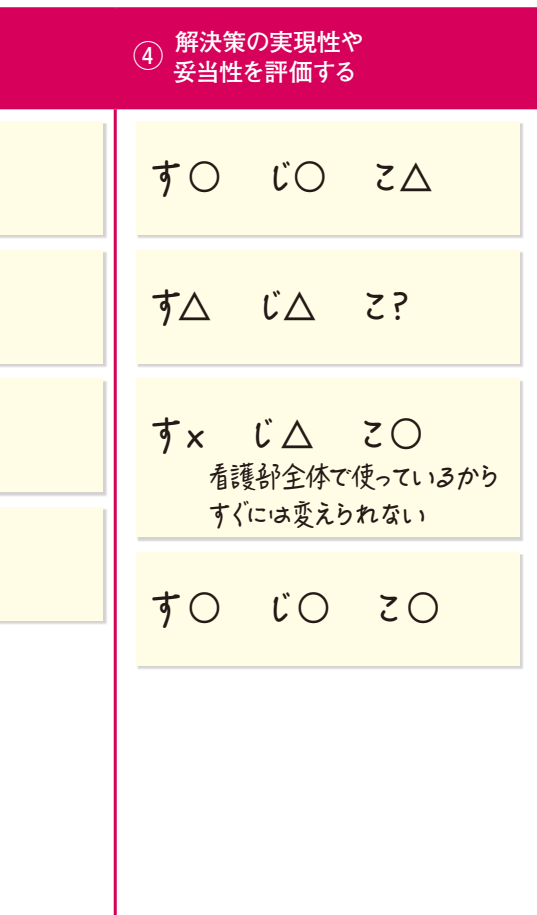 ④ 解決策の実現性や
妥当性を評価する
す○ じ○ こ△
す△ じ△ こ?
す× じ△ こ○
看護部全体で使っているから
すぐには変えられない
す○ じ○ こ○